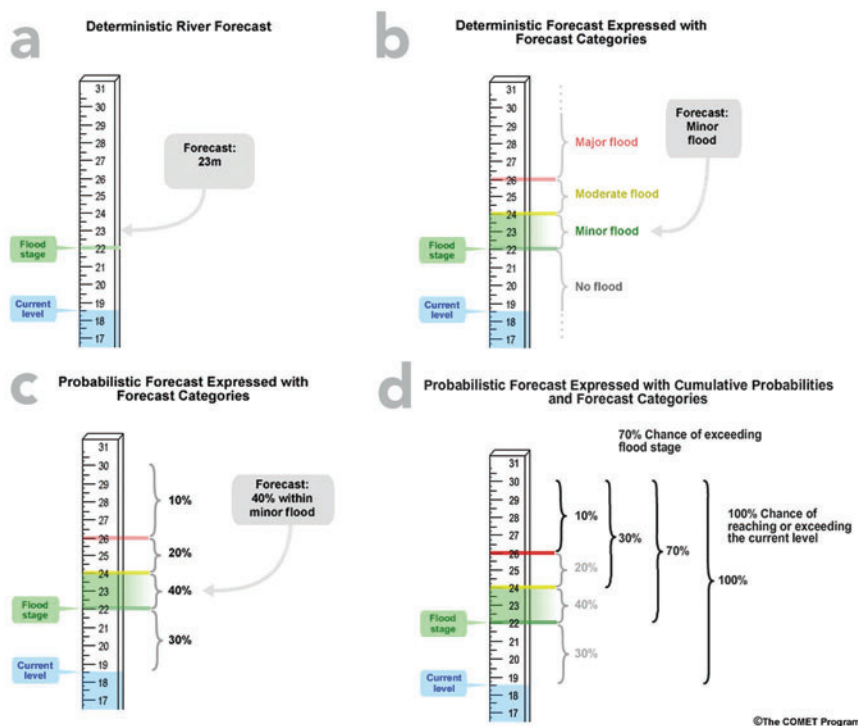 a
Deterministic River Forecast
31
30
29
28
27
26
25
24
23
22
21
20
19
18
17
Forecast:
23m
Flood
stage
Current
level
b
Deterministic Forecast Expressed with
Forecast Categories
31
30
29
28
27
26
25
24
23
22
21
20
19
18
17
Major flood
Moderate flood
Minor flood
No flood
Forecast:
Minor
flood
Flood
stage
Current
level
c
Probabilistic Forecast Expressed with
Forecast Categories
31
30
29
28
27
26
25
24
23
22
21
20
19
18
17
10%
20%
40%
30%
Forecast:
40% within
minor flood
Flood
stage
Current
level
d
Probabilistic Forecast Expressed with Cumulative Probabilities
and Forecast Categories
70% Chance of exceeding
flood stage
31
30
29
28
27
26
25
24
23
22
21
20
19
18
17
10%
20%
40%
30%
30%
70%
100% Chance of
reaching or exceeding
the current level
100%
Flood
stage
Current
level
©The COMET Program